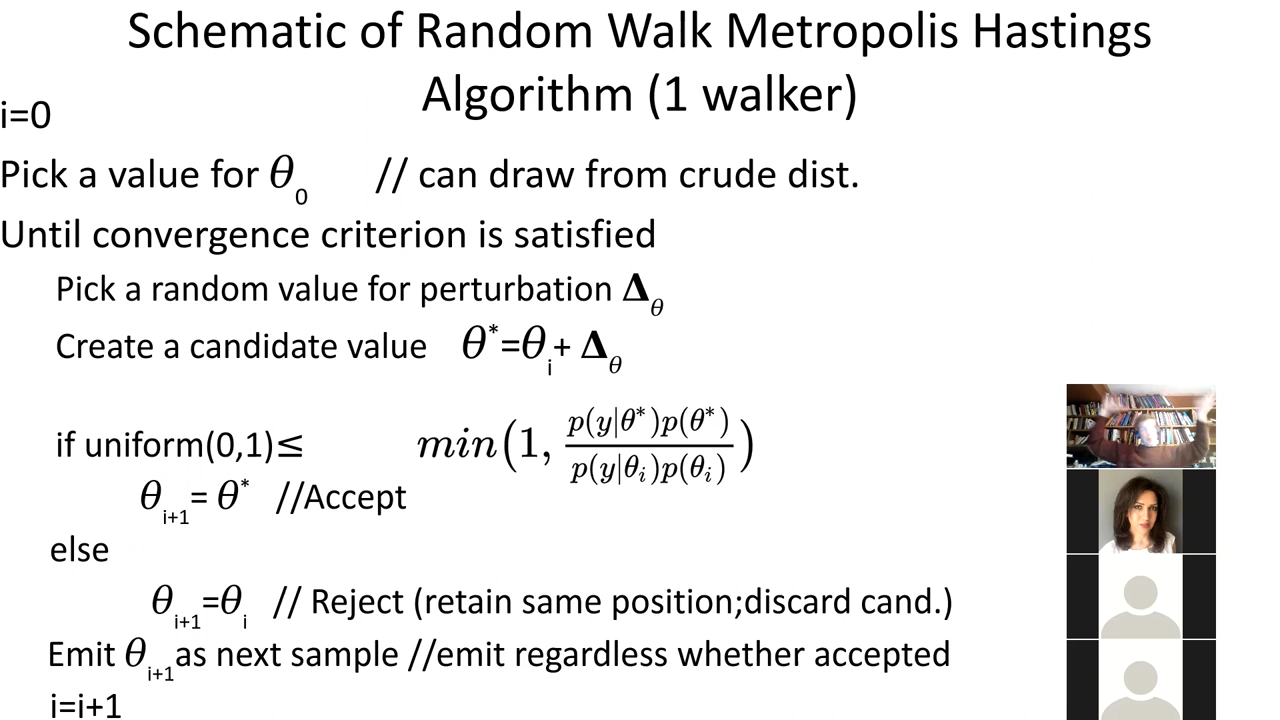 Schematic of Random Walk Metropolis Hastings
Algorithm (1 walker)
i=0
Pick a value for θ₀ // can draw from crude dist.
Until convergence criterion is satisfied
Pick a random value for perturbation Δ_θ
Create a candidate value θ*=θᵢ+ Δ_θ
if uniform(0,1)≤ min(1, p(y|θ*)p(θ*) / p(y|θᵢ)p(θᵢ))
θᵢ₊₁= θ* //Accept
else
θᵢ₊₁=θᵢ // Reject (retain same position;discard cand.)
Emit θᵢ₊₁as next sample //emit regardless whether accepted
i=i+1